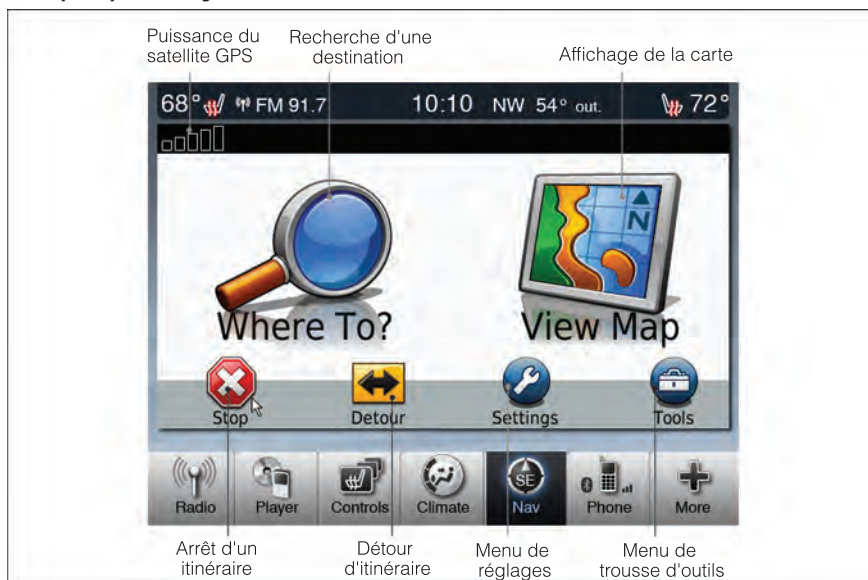 Puissance du
satellite GPS
Recherche d'une
destination
Affichage de la carte
68° FM 91.7 10:10 NW 54° out. 72°
N
Where To? View Map
Stop Detour Settings Tools
SE
Radio Player Controls Climate Nav Phone More
Arrêt d'un
itinéraire
Détour
d'itinéraire
Menu de
réglages
Menu de
trousse d'outils